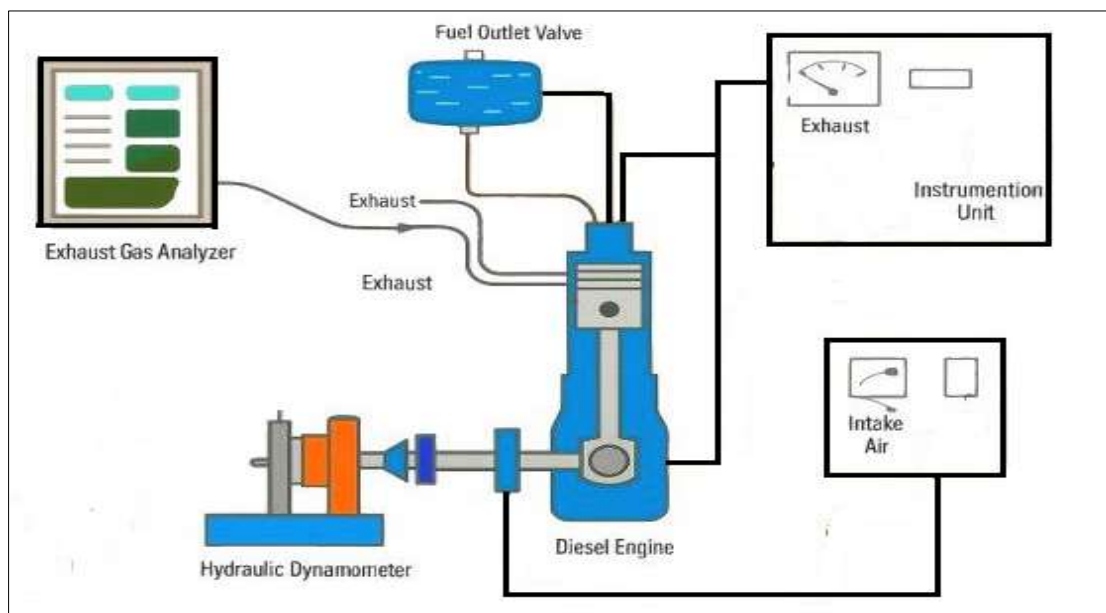 Fuel Outlet Valve
Exhaust
Instrumention
Unit
Exhaust
Exhaust Gas Analyzer
Exhaust
Intake
Air
Diesel Engine
Hydraulic Dynamometer